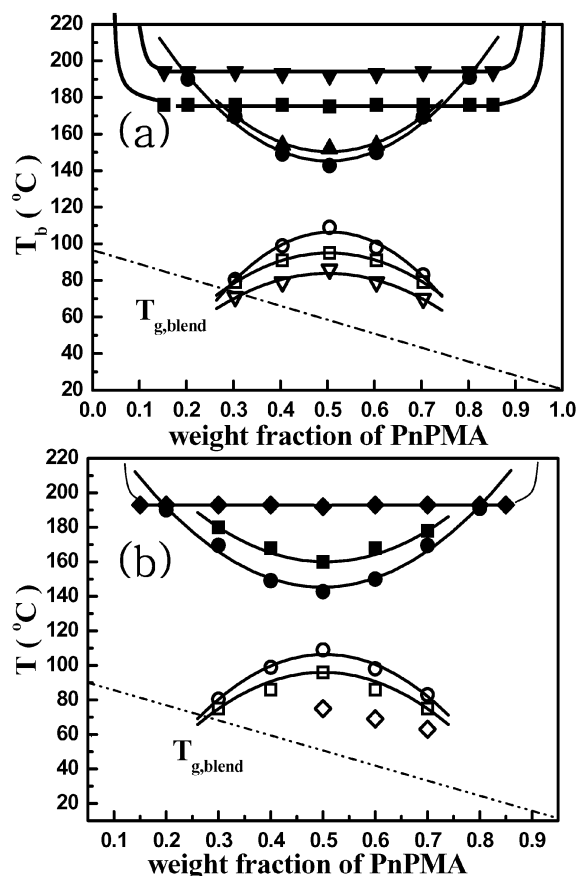 220
200
180
160
(a)
140
120
T_b ( °C)
100
80
60
T_g,blend
40
20
0.0 0.1 0.2 0.3 0.4 0.5 0.6 0.7 0.8 0.9 1.0
weight fraction of PnPMA
220
200
180
160
(b)
140
T ( °C)
120
100
80
60
T_g,blend
40
20
0.1 0.2 0.3 0.4 0.5 0.6 0.7 0.8 0.9
weight fraction of PnPMA